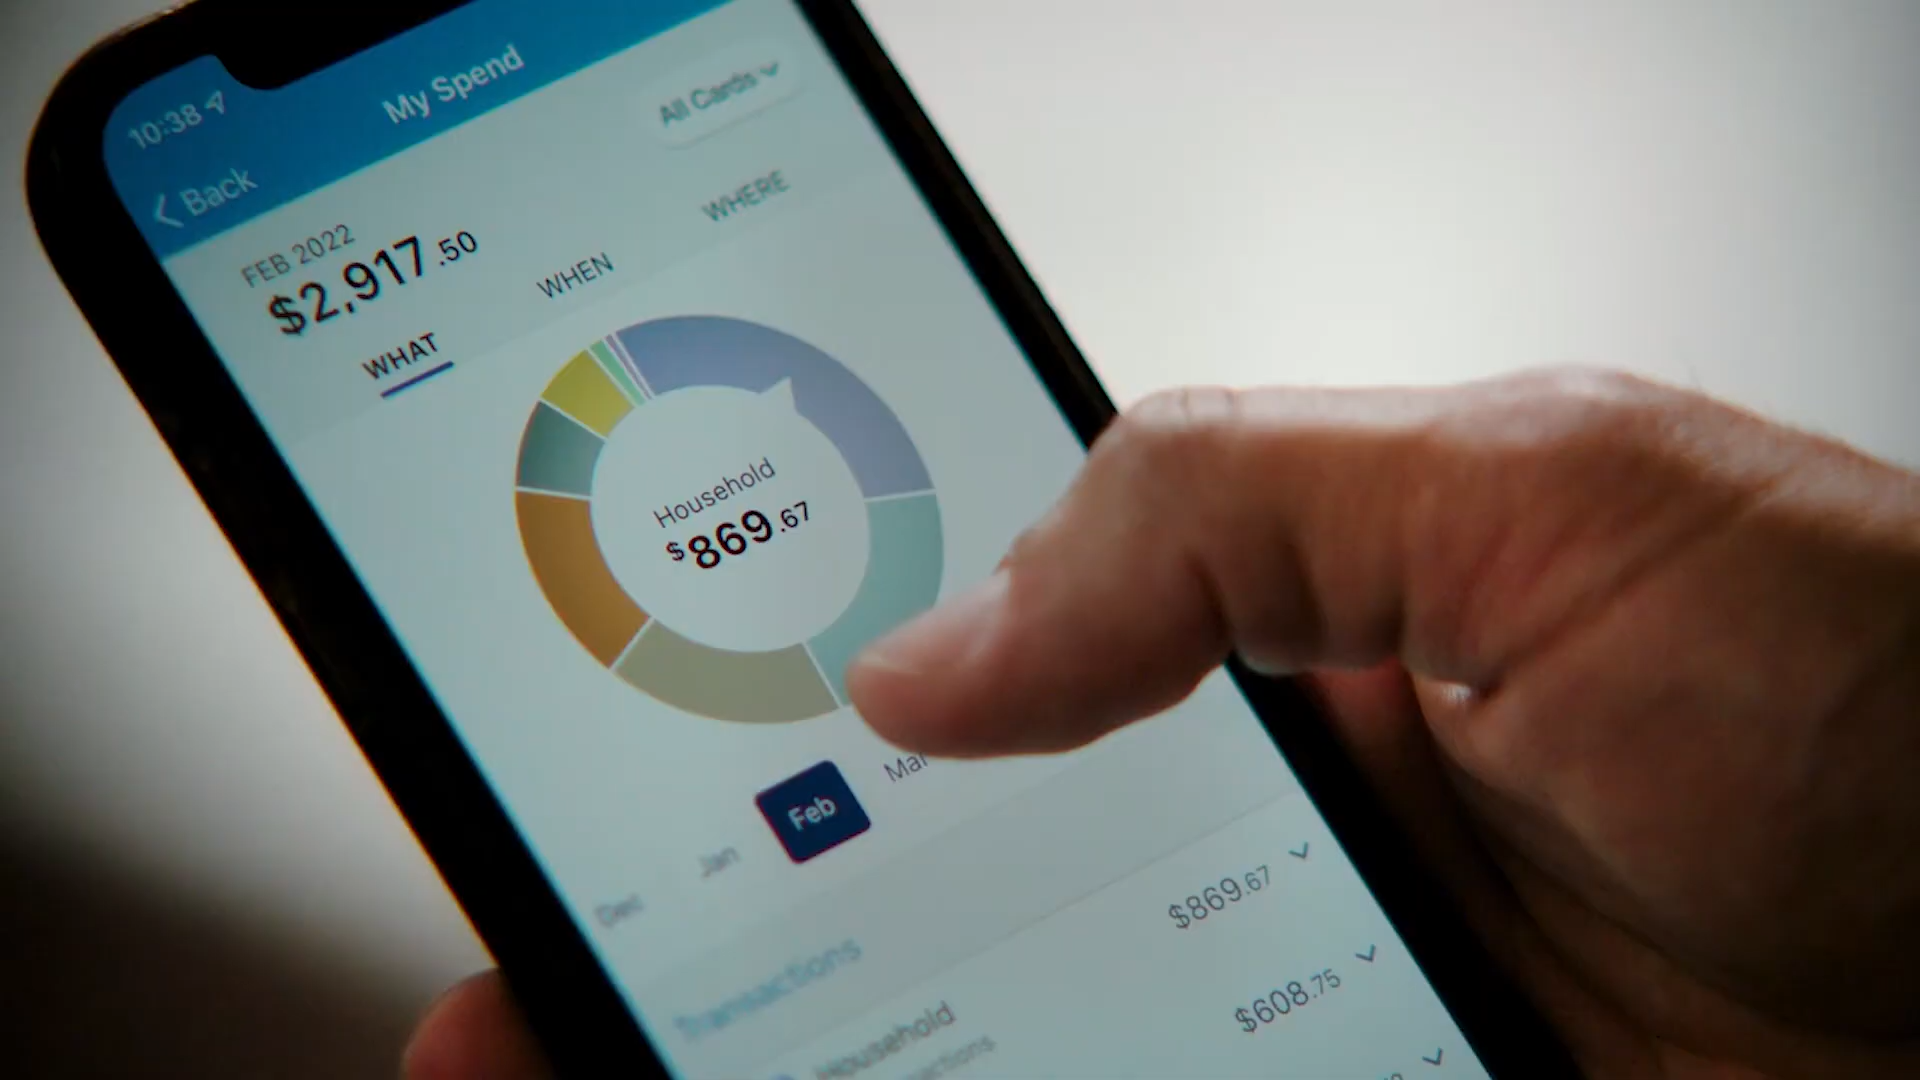 10:38
My Spend
Back
All Cards
FEB 2022
$2,917.50
WHAT
WHEN
WHERE
Household
$869.67
Dec
Jan
Feb
Mar
Transactions
Household
$869.67
$608.75